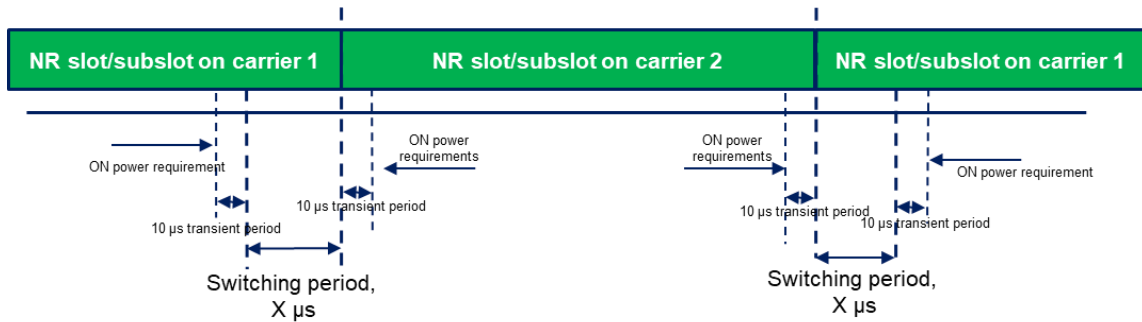 NR slot/subslot on carrier 1
NR slot/subslot on carrier 2
NR slot/subslot on carrier 1
ON power requirement
ON power
requirements
ON power
requirements
ON power requirement
10 µs transient period
10 µs transient period
10 µs transient period
10 µs transient period
Switching period,
X µs
Switching period,
X µs